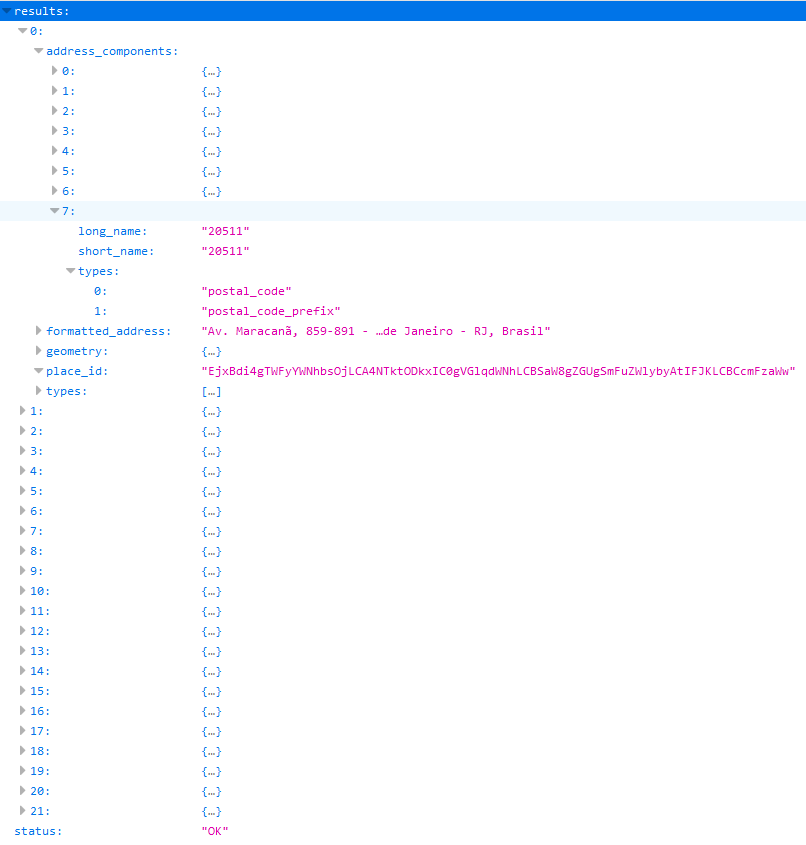 results:
0:
address_components:
0: {…}
1: {…}
2: {…}
3: {…}
4: {…}
5: {…}
6: {…}
7:
long_name: "20511"
short_name: "20511"
types:
0: "postal_code"
1: "postal_code_prefix"
formatted_address: "Av. Maracanã, 859-891 - …de Janeiro - RJ, Brasil"
geometry: {…}
place_id: "EjxBdi4gTWFyYWNhbsOjLCA4NTktODkxIC0gVGlqdWNhLCBSaW8gZGUgSmFuZWlybyAtIFJKLCBCcmFzaWw"
types: […]
1: {…}
2: {…}
3: {…}
4: {…}
5: {…}
6: {…}
7: {…}
8: {…}
9: {…}
10: {…}
11: {…}
12: {…}
13: {…}
14: {…}
15: {…}
16: {…}
17: {…}
18: {…}
19: {…}
20: {…}
21: {…}
status: "OK"